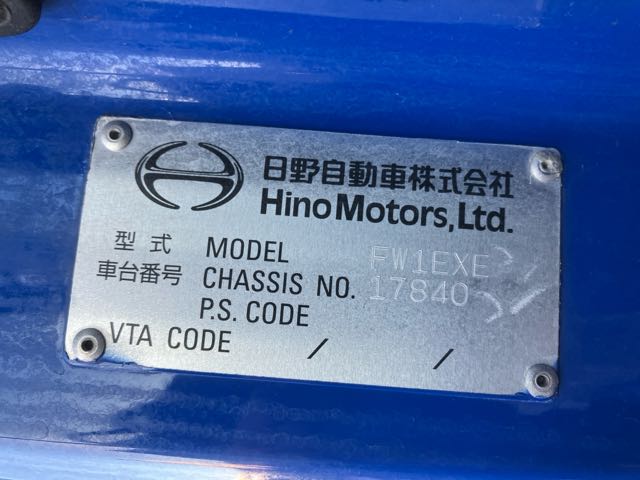 日野自動車株式会社
Hino Motors, Ltd.
型式 MODEL FW1EXE
車台番号 CHASSIS NO. 17840
P.S. CODE
VTA CODE / /